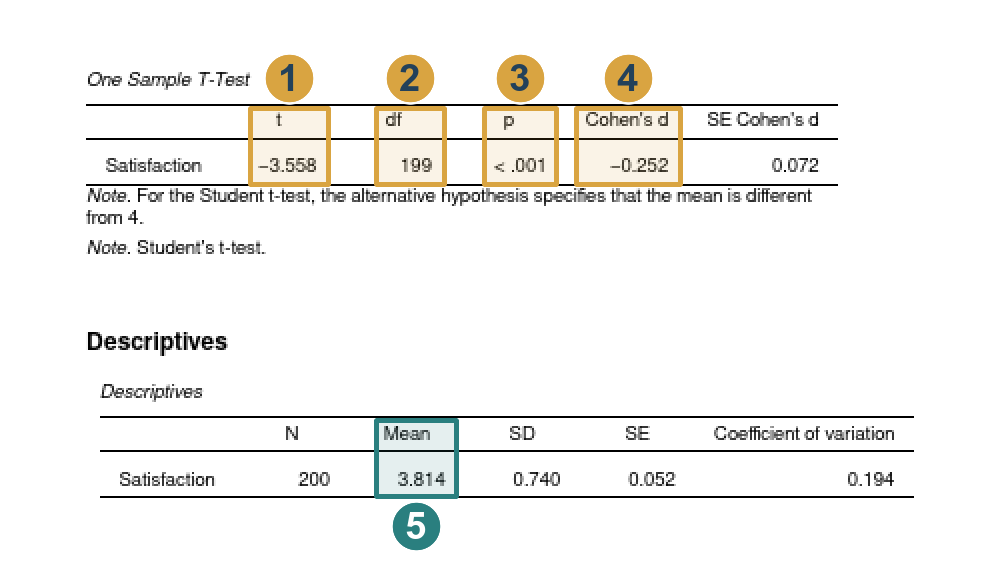 One Sample T-Test 1 2 3 4
t df p Cohen's d SE Cohen's d
Satisfaction −3.558 199 < .001 −0.252 0.072
Note. For the Student t-test, the alternative hypothesis specifies that the mean is different
from 4.
Note. Student's t-test.
Descriptives
Descriptives
N Mean SD SE Coefficient of variation
Satisfaction 200 3.814 0.740 0.052 0.194
5